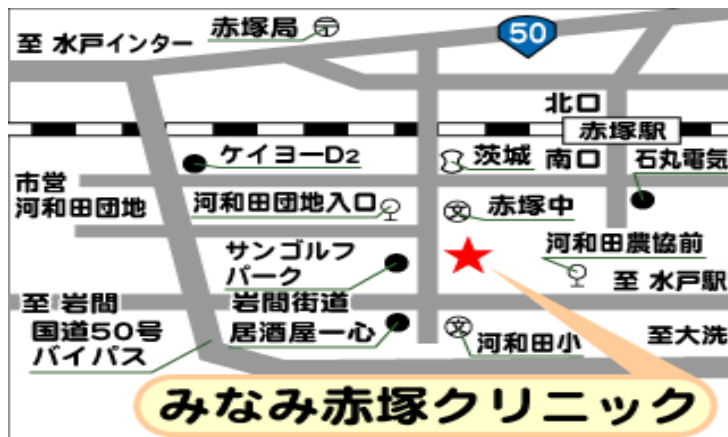 赤塚局
50
至 水戸インター
北口
赤塚駅
ケイヨーD2
茨城
南口
石丸電気
市営
河和田団地
河和田団地入口
文
赤塚中
サンゴルフ
パーク
河和田農協前
至 水戸駅
至 岩間
岩間街道
国道50号
バイパス
居酒屋一心
文
河和田小
至大洗
みなみ赤塚クリニック